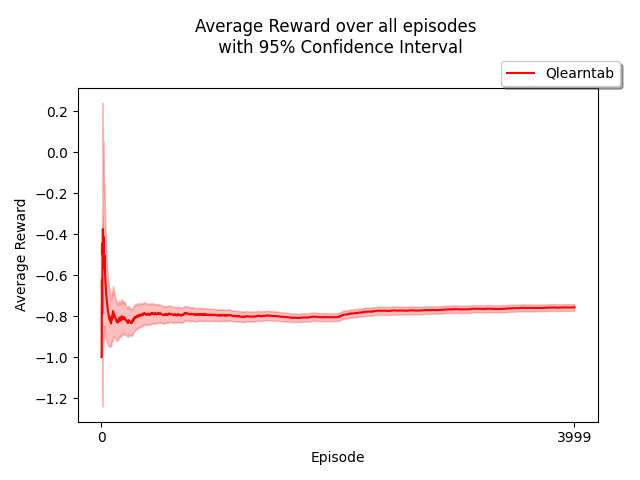 Average Reward over all episodes
with 95% Confidence Interval
Qlearntab
0.2
0.0
−0.2
−0.4
−0.6
−0.8
−1.0
−1.2
Average Reward
0
3999
Episode